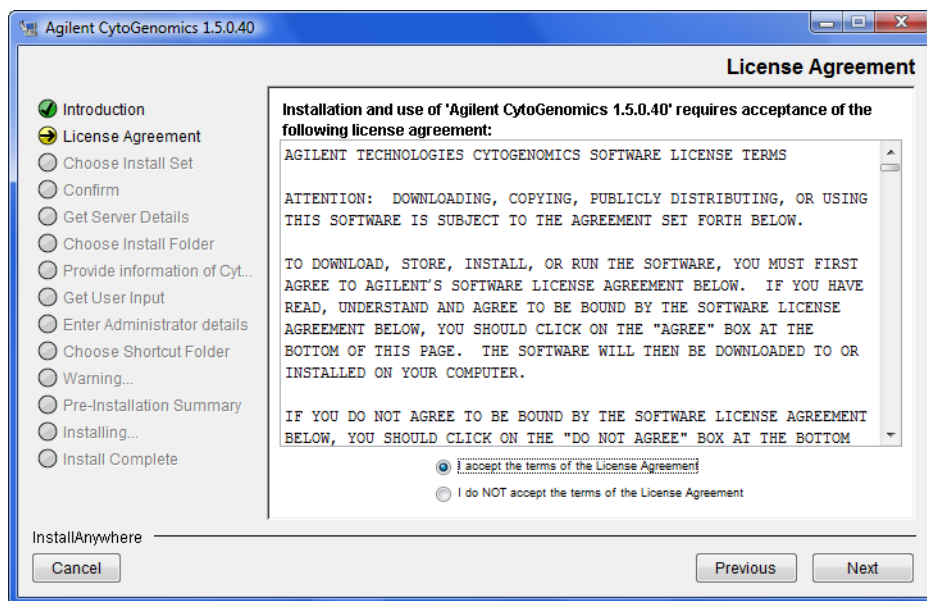 Agilent CytoGenomics 1.5.0.40
License Agreement
Introduction
License Agreement
Choose Install Set
Confirm
Get Server Details
Choose Install Folder
Provide information of Cyt...
Get User Input
Enter Administrator details
Choose Shortcut Folder
Warning...
Pre-Installation Summary
Installing...
Install Complete
Installation and use of 'Agilent CytoGenomics 1.5.0.40' requires acceptance of the
following license agreement:
AGILENT TECHNOLOGIES CYTOGENOMICS SOFTWARE LICENSE TERMS
ATTENTION:  DOWNLOADING, COPYING, PUBLICLY DISTRIBUTING, OR USING
THIS SOFTWARE IS SUBJECT TO THE AGREEMENT SET FORTH BELOW.
TO DOWNLOAD, STORE, INSTALL, OR RUN THE SOFTWARE, YOU MUST FIRST
AGREE TO AGILENT'S SOFTWARE LICENSE AGREEMENT BELOW.  IF YOU HAVE
READ, UNDERSTAND AND AGREE TO BE BOUND BY THE SOFTWARE LICENSE
AGREEMENT BELOW, YOU SHOULD CLICK ON THE "AGREE" BOX AT THE
BOTTOM OF THIS PAGE.  THE SOFTWARE WILL THEN BE DOWNLOADED TO OR
INSTALLED ON YOUR COMPUTER.
IF YOU DO NOT AGREE TO BE BOUND BY THE SOFTWARE LICENSE AGREEMENT
BELOW, YOU SHOULD CLICK ON THE "DO NOT AGREE" BOX AT THE BOTTOM
I accept the terms of the License Agreement
I do NOT accept the terms of the License Agreement
InstallAnywhere
Cancel
Previous
Next